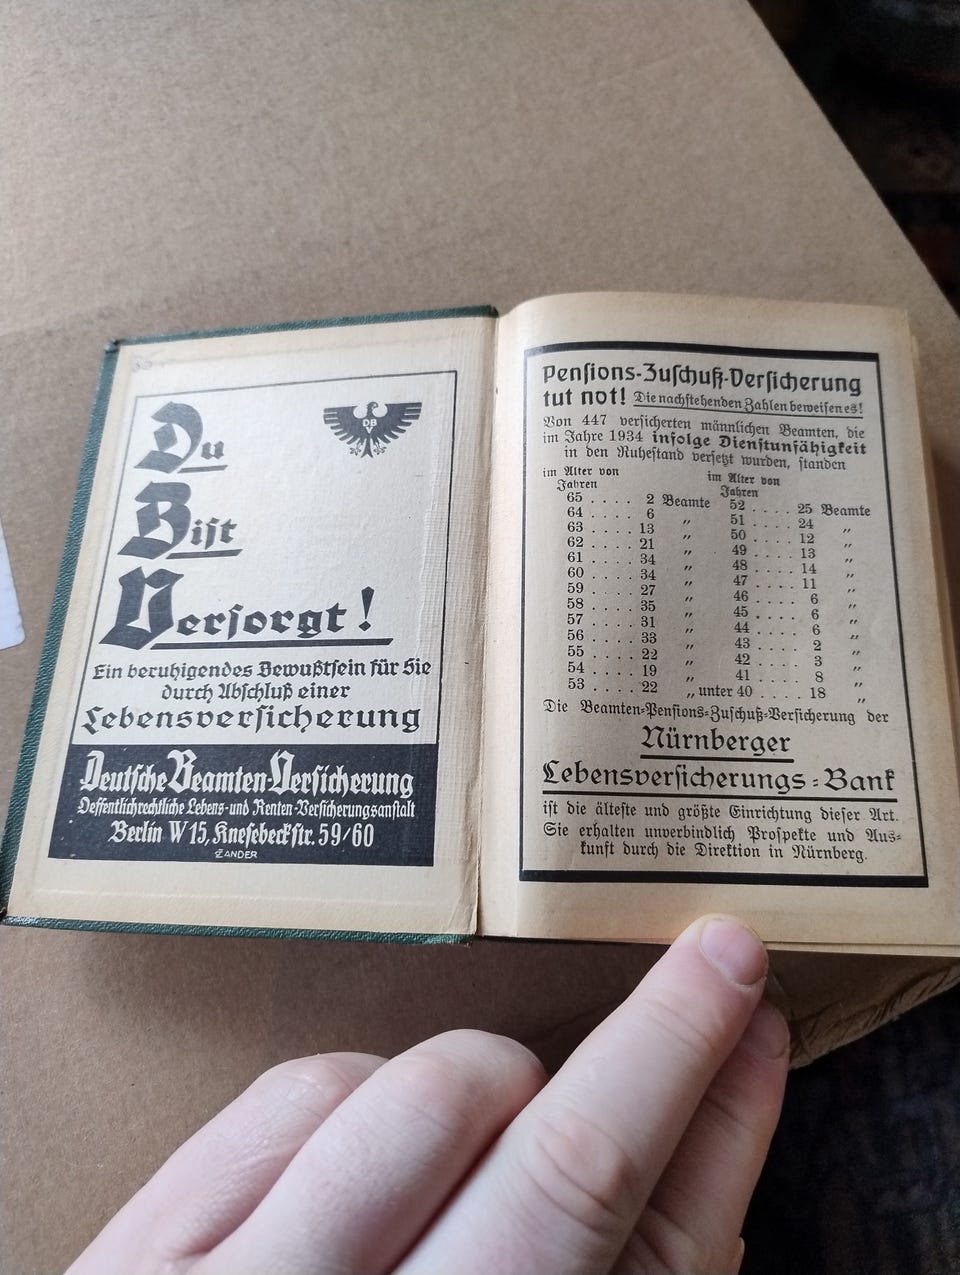 Du
Bist
Versorgt!
DB
V
Ein beruhigendes Bewußtsein für Sie
durch Abschluß einer
Lebensversicherung
Deutsche Beamten-Versicherung
Oeffentlichrechtliche Lebens- und Renten-Versicherungsanstalt
Berlin W 15, Knesebeckstr. 59/60
ZANDER
Pensions-Zuschuß-Versicherung
tut not! Die nachstehenden Zahlen beweisen es!
Von 447 versicherten männlichen Beamten, die
im Jahre 1934 infolge Dienstunfähigkeit
in den Ruhestand versetzt wurden, standen
im Alter von
Jahren
65 .... 2 Beamte
64 .... 6 „
63 .... 13 „
62 .... 21 „
61 .... 34 „
60 .... 34 „
59 .... 27 „
58 .... 35 „
57 .... 31 „
56 .... 33 „
55 .... 22 „
54 .... 19 „
53 .... 22 „
im Alter von
Jahren
52 .... 25 Beamte
51 .... 24 „
50 .... 12 „
49 .... 13 „
48 .... 14 „
47 .... 11 „
46 .... 6 „
45 .... 6 „
44 .... 6 „
43 .... 2 „
42 .... 3 „
41 .... 8 „
unter 40 .... 18 „
Die Beamten-Pensions-Zuschuß-Versicherung der
Nürnberger
Lebensversicherungs-Bank
ist die älteste und größte Einrichtung dieser Art.
Sie erhalten unverbindlich Prospekte und Aus-
kunft durch die Direktion in Nürnberg.